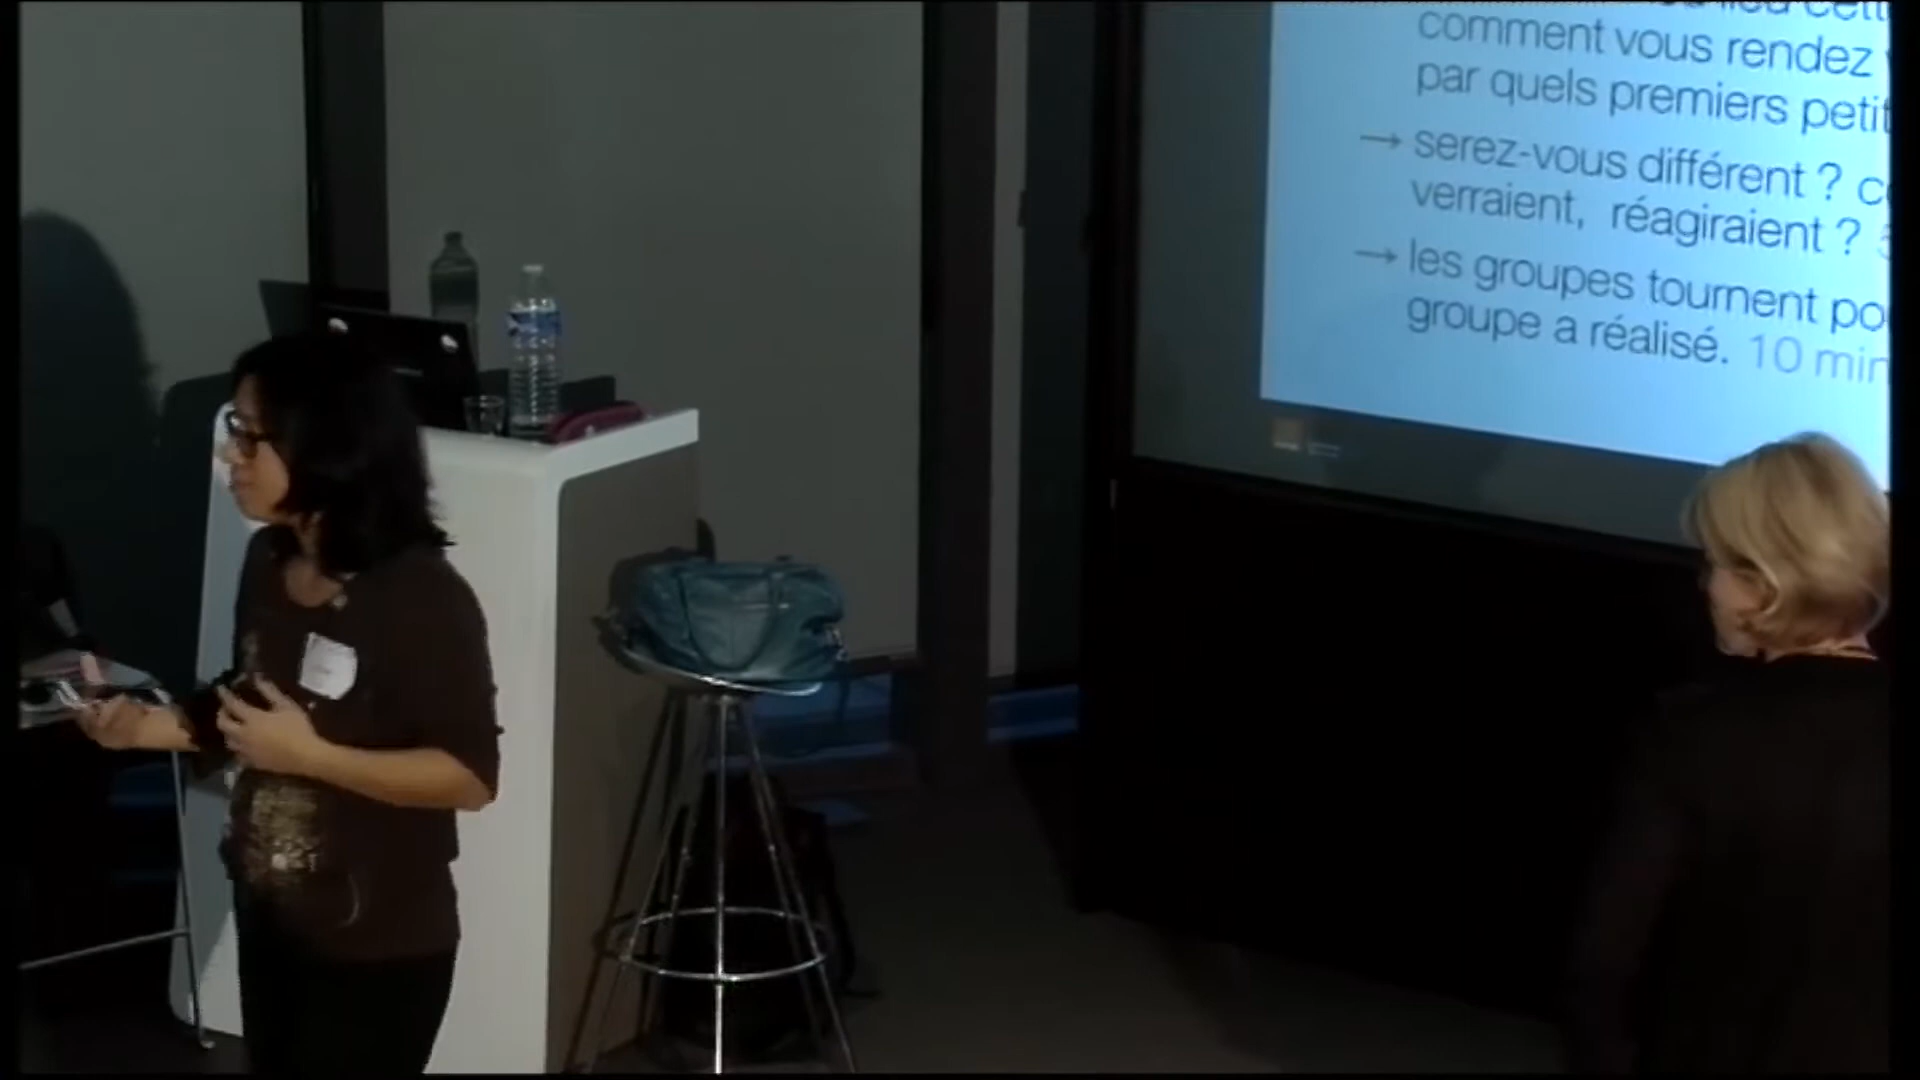 comment vous rendez
par quels premiers petit
→ serez-vous différent ?
verraient, réagiraient ?
→ les groupes tournent
groupe a réalisé. 10 min